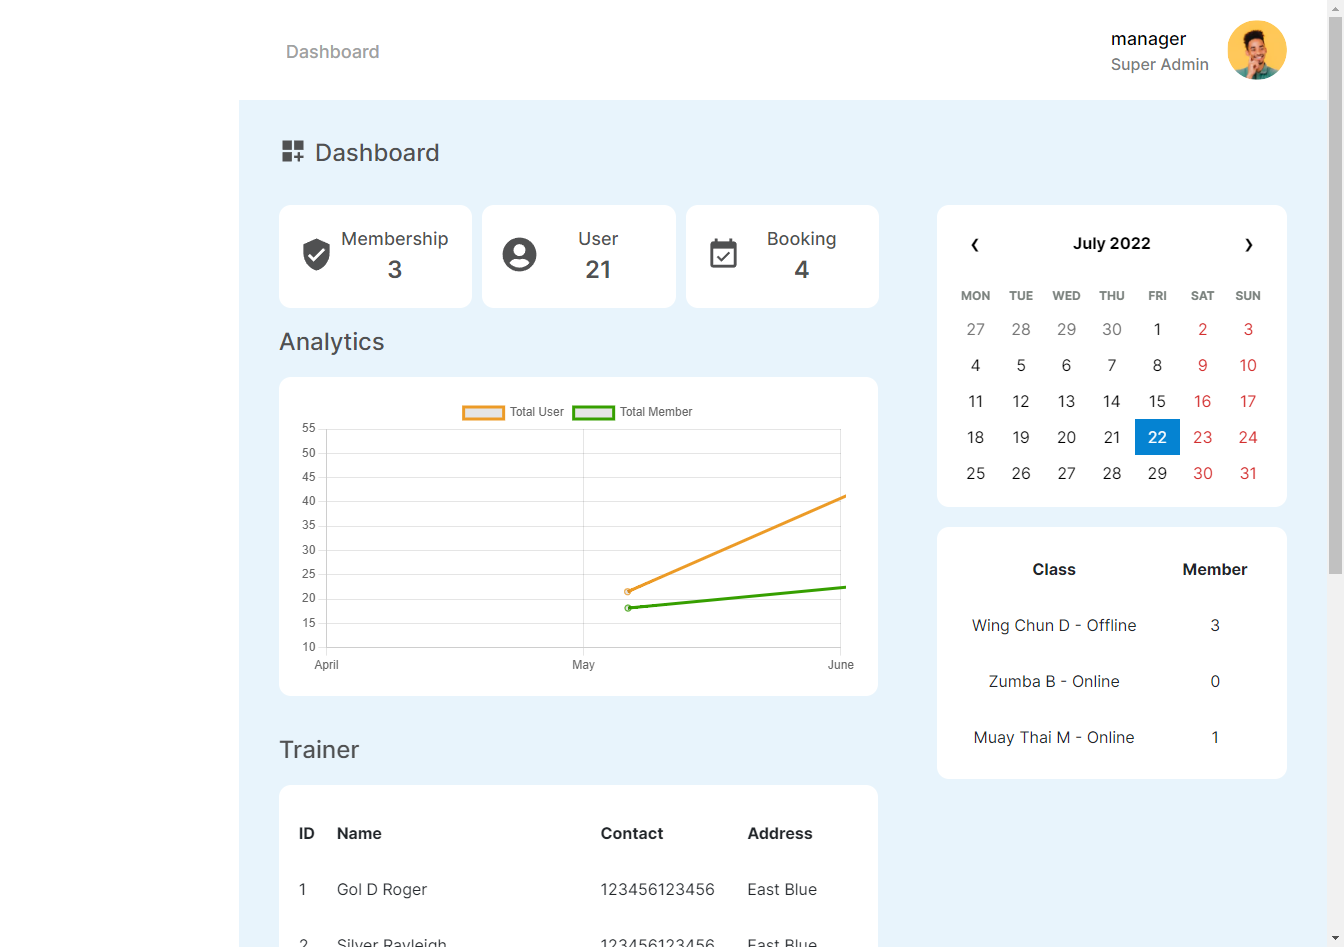 Dashboard
manager
Super Admin
Dashboard
Membership
3
User
21
Booking
4
Analytics
Total User
Total Member
55
50
45
40
35
30
25
20
15
10
April
May
June
Trainer
ID Name Contact Address
1 Gol D Roger 123456123456 East Blue
2 Silver Rayleigh 123456123456 East Blue
❮ July 2022 ❯
MON TUE WED THU FRI SAT SUN
27 28 29 30 1 2 3
4 5 6 7 8 9 10
11 12 13 14 15 16 17
18 19 20 21 22 23 24
25 26 27 28 29 30 31
Class Member
Wing Chun D - Offline 3
Zumba B - Online 0
Muay Thai M - Online 1